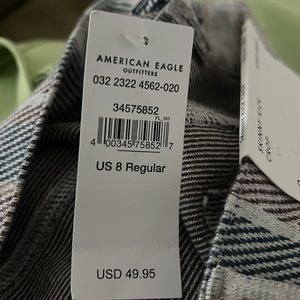 AMERICAN EAGLE
OUTFITTERS
032 2322 4562-020
34575852
FL_191
4 00345 75852 7
US 8 Regular
USD 49.95
SKINNY KICK
CROP